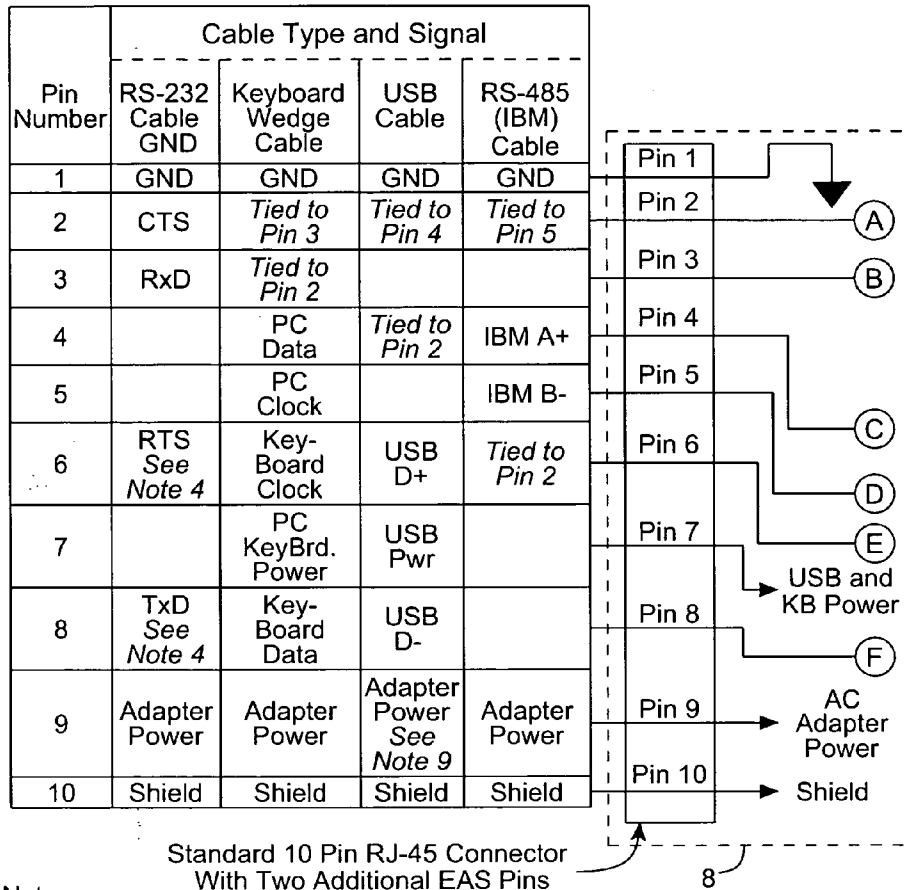 Cable Type and Signal
Pin Number
RS-232 Cable GND
Keyboard Wedge Cable
USB Cable
RS-485 (IBM) Cable
1 GND GND GND GND
2 CTS Tied to Pin 3 Tied to Pin 4 Tied to Pin 5
3 RxD Tied to Pin 2
4 PC Data Tied to Pin 2 IBM A+
5 PC Clock IBM B-
6 RTS See Note 4 Key-Board Clock USB D+ Tied to Pin 2
7 PC KeyBrd. Power USB Pwr
8 TxD See Note 4 Key-Board Data USB D-
9 Adapter Power Adapter Power Adapter Power See Note 9 Adapter Power
10 Shield Shield Shield Shield
Pin 1
Pin 2
A
Pin 3
B
Pin 4
Pin 5
C
Pin 6
D
E
Pin 7
USB and
KB Power
Pin 8
F
Pin 9
AC
Adapter
Power
Pin 10
Shield
Standard 10 Pin RJ-45 Connector
With Two Additional EAS Pins
8